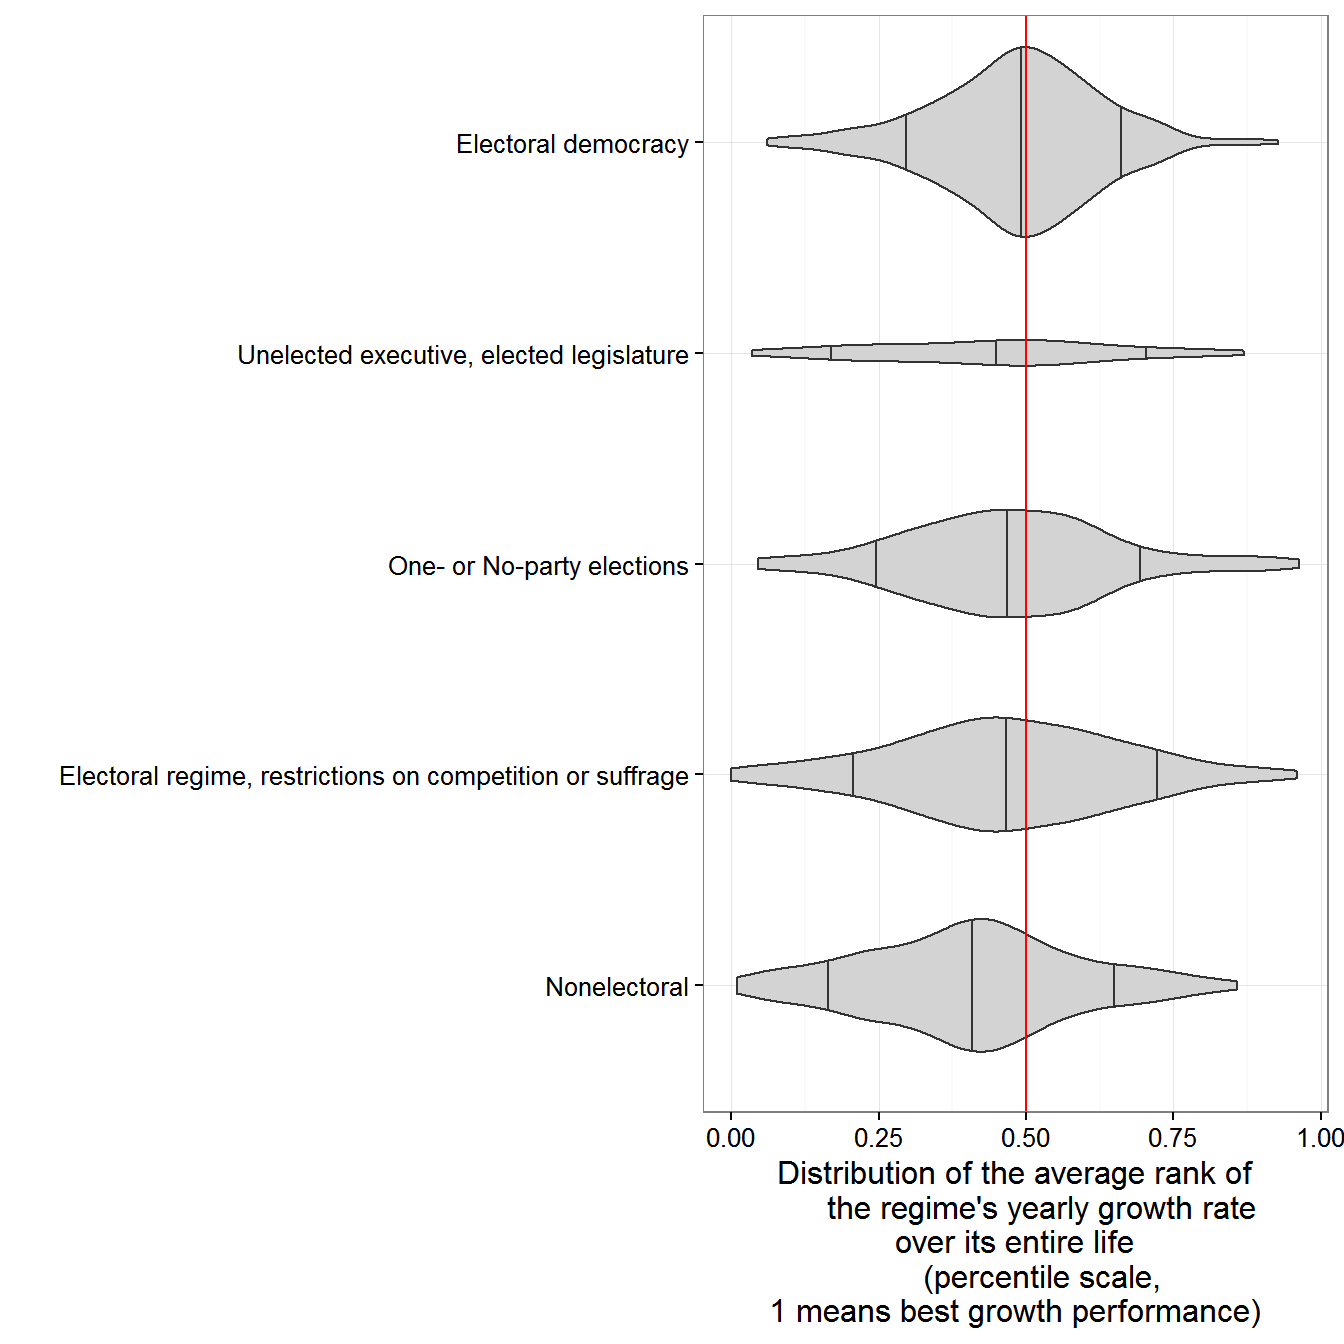 Electoral democracy
Unelected executive, elected legislature
One- or No-party elections
Electoral regime, restrictions on competition or suffrage
Nonelectoral
0.00 0.25 0.50 0.75 1.00
Distribution of the average rank of
the regime's yearly growth rate
over its entire life
(percentile scale,
1 means best growth performance)